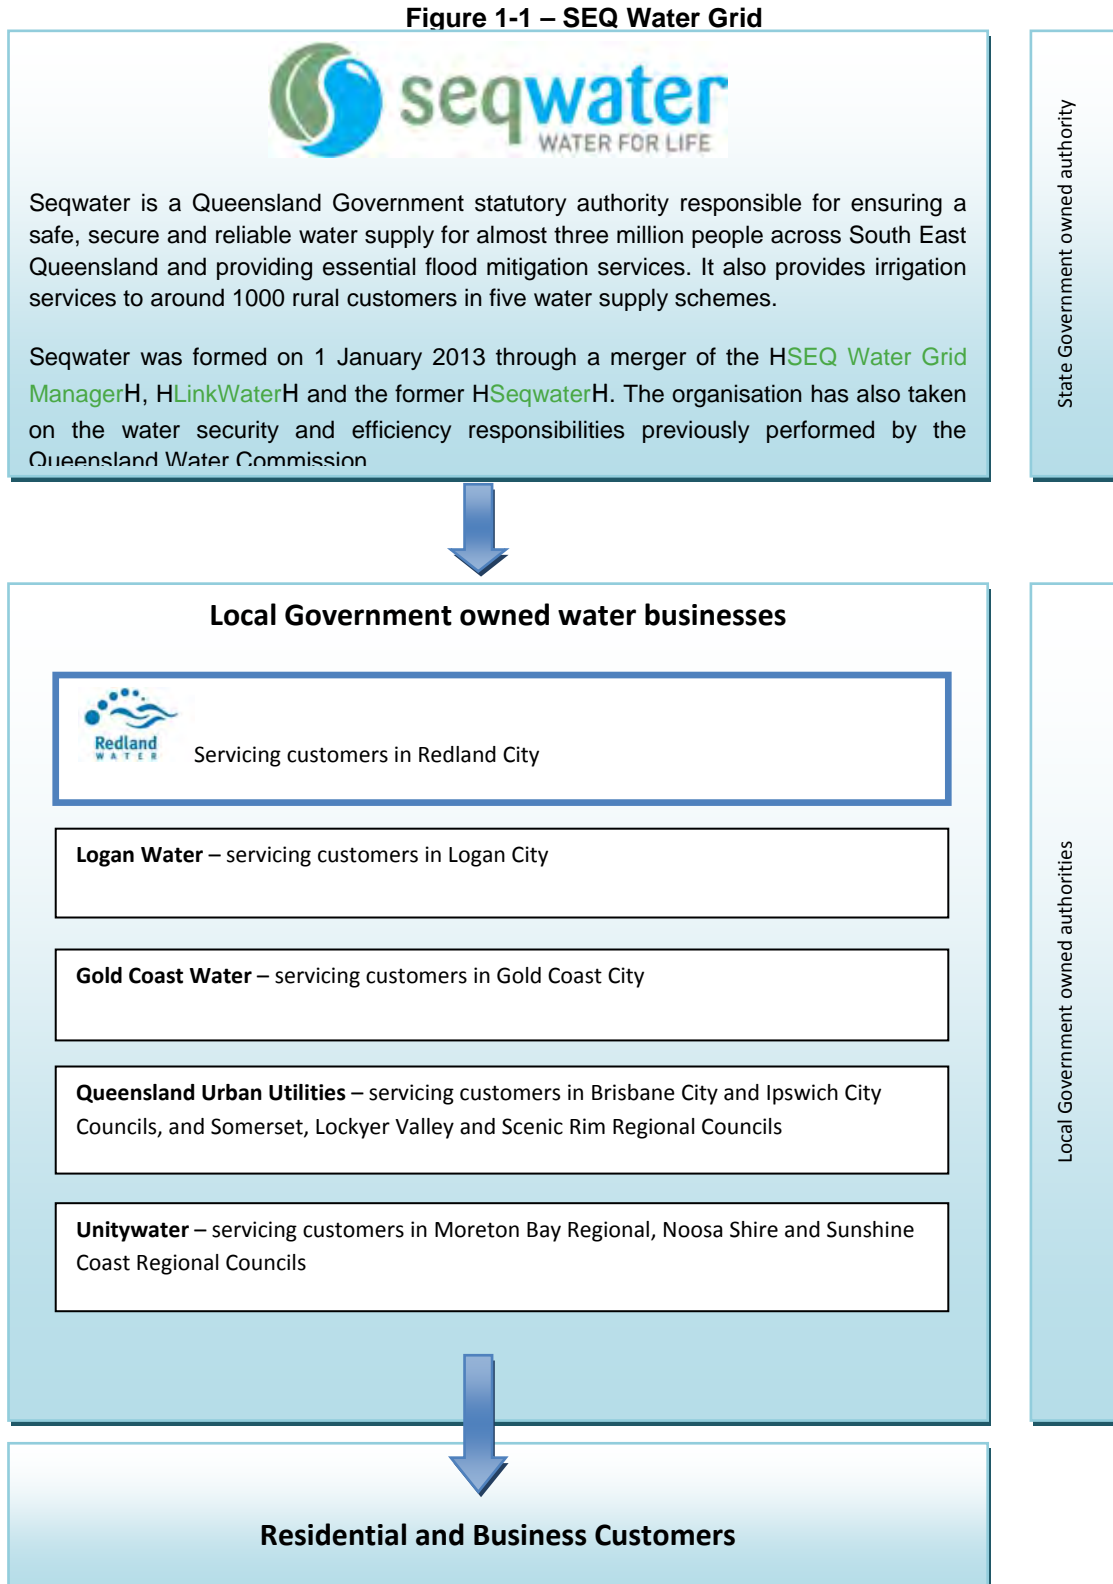 Figure 1-1 – SEQ Water Grid
seqwater
WATER FOR LIFE
Seqwater is a Queensland Government statutory authority responsible for ensuring a
safe, secure and reliable water supply for almost three million people across South East
Queensland and providing essential flood mitigation services. It also provides irrigation
services to around 1000 rural customers in five water supply schemes.
Seqwater was formed on 1 January 2013 through a merger of the HSEQ Water Grid
ManagerH, HLinkWaterH and the former HSeqwaterH. The organisation has also taken
on the water security and efficiency responsibilities previously performed by the
Queensland Water Commission
State Government owned authority
Local Government owned water businesses
Redland
WATER
Servicing customers in Redland City
Logan Water – servicing customers in Logan City
Gold Coast Water – servicing customers in Gold Coast City
Queensland Urban Utilities – servicing customers in Brisbane City and Ipswich City
Councils, and Somerset, Lockyer Valley and Scenic Rim Regional Councils
Unitywater – servicing customers in Moreton Bay Regional, Noosa Shire and Sunshine
Coast Regional Councils
Local Government owned authorities
Residential and Business Customers